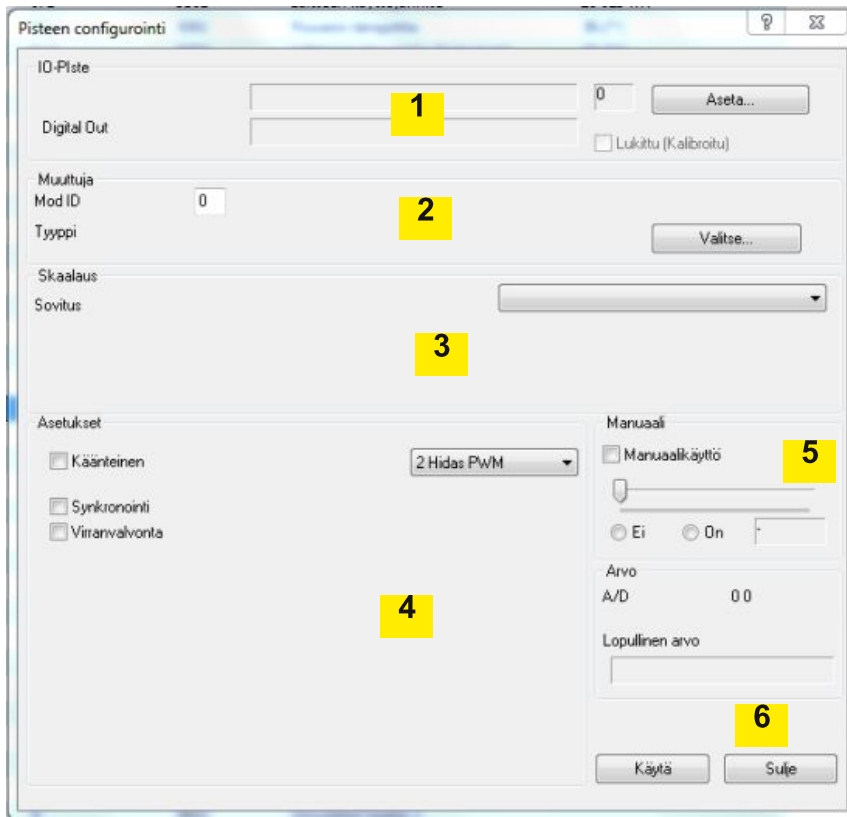 Pisteen configurointi
IO-PIste
1
0
Aseta...
Digital Out
Lukittu (Kalibroitu)
Muuttuja
Mod ID
0
2
Tyyppi
Valitse...
Skaalaus
Sovitus
3
Asetukset
Käänteinen
2 Hidas PWM
Synkronointi
Virranvalvonta
4
Manuaali
Manuaalikäyttö
5
Ei
On
-
Arvo
A/D
0 0
Lopullinen arvo
6
Käytä
Sulje